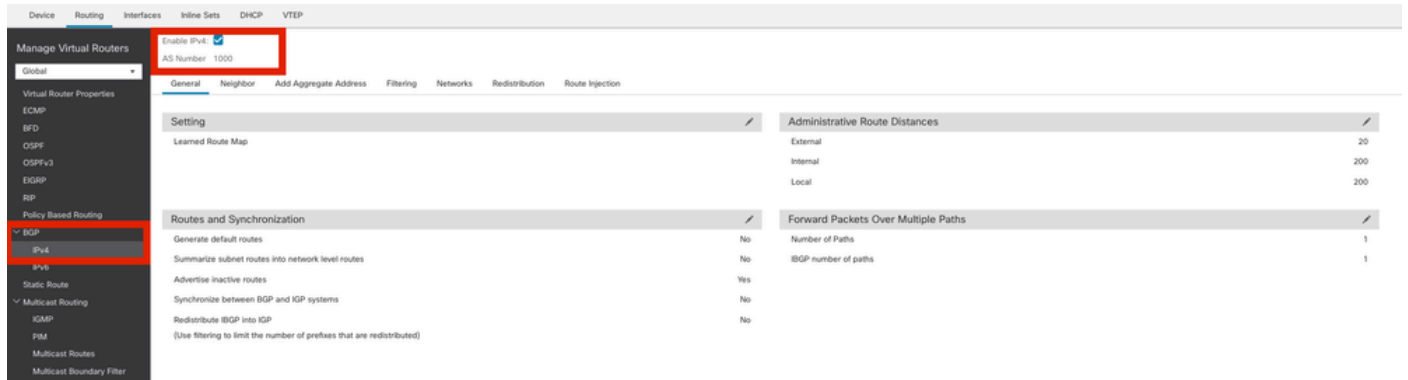 Device Routing Interfaces Inline Sets DHCP VTEP
Manage Virtual Routers
Global
Virtual Router Properties
ECMP
BFD
OSPF
OSPFv3
EIGRP
RIP
Policy Based Routing
BGP
IPv4
IPv6
Static Route
Multicast Routing
IGMP
PIM
Multicast Routes
Multicast Boundary Filter
Enable IPv4:
AS Number 1000
General Neighbor Add Aggregate Address Filtering Networks Redistribution Route Injection
Setting
Learned Route Map
Administrative Route Distances
External 20
Internal 200
Local 200
Routes and Synchronization
Generate default routes No
Summarize subnet routes into network level routes No
Advertise inactive routes Yes
Synchronize between BGP and IGP systems No
Redistribute IBGP into IGP No
(Use filtering to limit the number of prefixes that are redistributed)
Forward Packets Over Multiple Paths
Number of Paths 1
IBGP number of paths 1